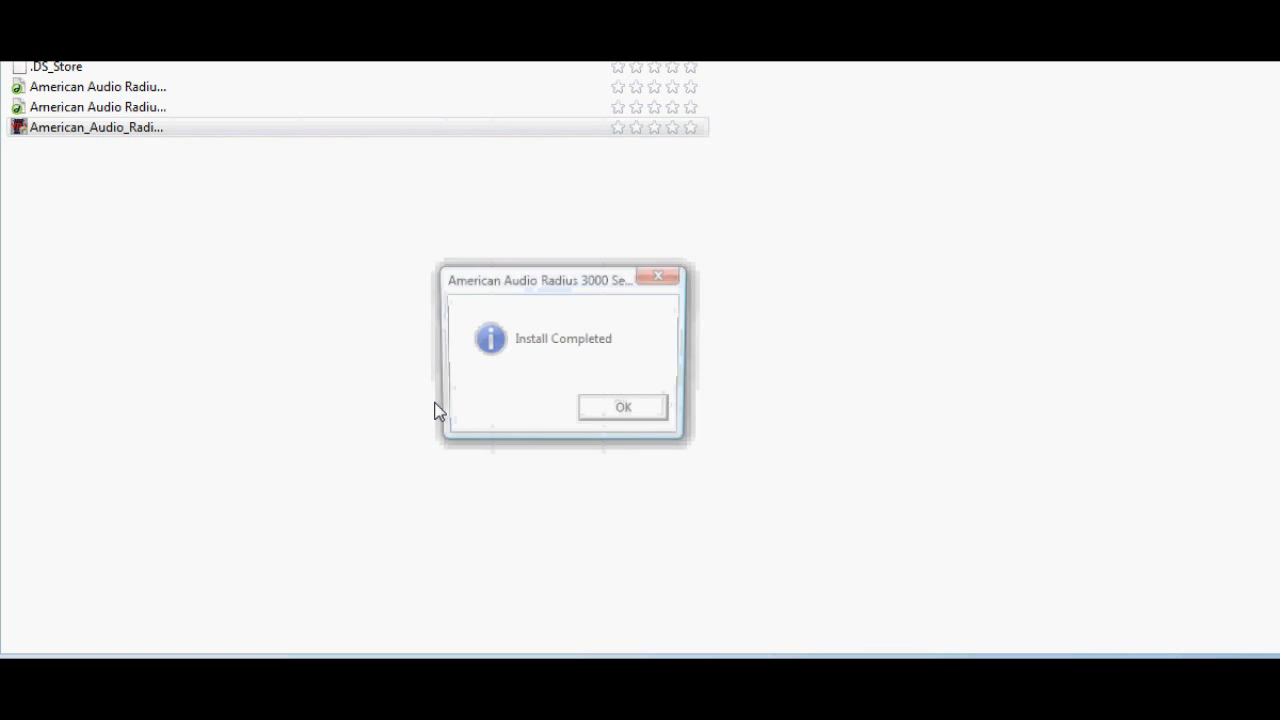 .DS_Store
American Audio Radiu...
American Audio Radiu...
American_Audio_Radi...
American Audio Radius 3000 Se...
Install Completed
OK